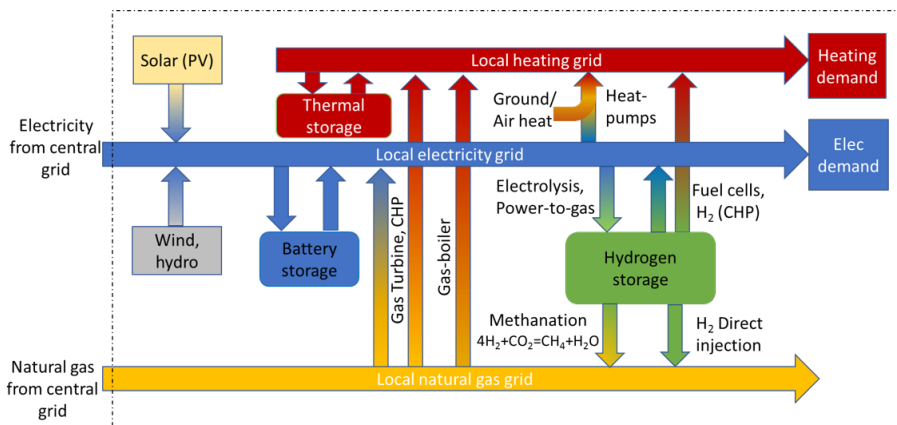 Solar (PV)
Local heating grid
Heating
demand
Thermal
storage
Ground/
Air heat
Heat-
pumps
Electricity
from central
grid
Local electricity grid
Elec
demand
Wind,
hydro
Battery
storage
Gas Turbine, CHP
Gas-boiler
Electrolysis,
Power-to-gas
Fuel cells,
H₂ (CHP)
Hydrogen
storage
Methanation
4H₂+CO₂=CH₄+H₂O
H₂ Direct
injection
Natural gas
from central
grid
Local natural gas grid